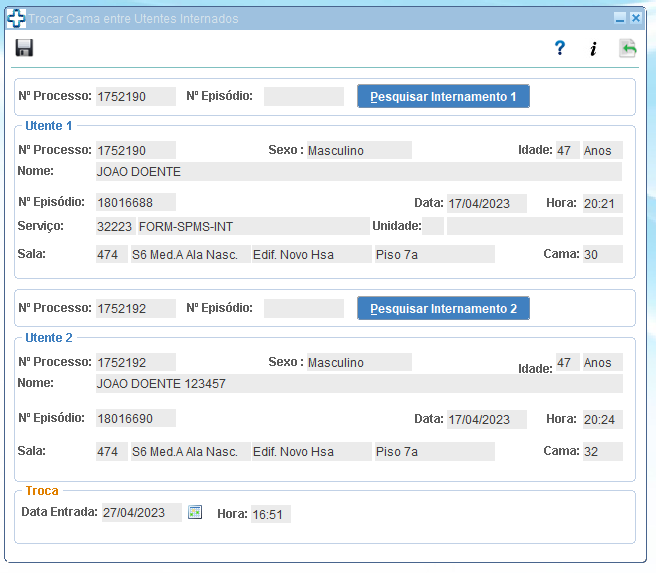 Trocar Cama entre Utentes Internados
? i
Nº Processo: 1752190 Nº Episódio: Pesquisar Internamento 1
Utente 1
Nº Processo: 1752190 Sexo : Masculino Idade: 47 Anos
Nome: JOAO DOENTE
Nº Episódio: 18016688 Data: 17/04/2023 Hora: 20:21
Serviço: 32223 FORM-SPMS-INT Unidade:
Sala: 474 S6 Med.A Ala Nasc. Edif. Novo Hsa Piso 7a Cama: 30
Nº Processo: 1752192 Nº Episódio: Pesquisar Internamento 2
Utente 2
Nº Processo: 1752192 Sexo : Masculino Idade: 47 Anos
Nome: JOAO DOENTE 123457
Nº Episódio: 18016690 Data: 17/04/2023 Hora: 20:24
Sala: 474 S6 Med.A Ala Nasc. Edif. Novo Hsa Piso 7a Cama: 32
Troca
Data Entrada: 27/04/2023 Hora: 16:51